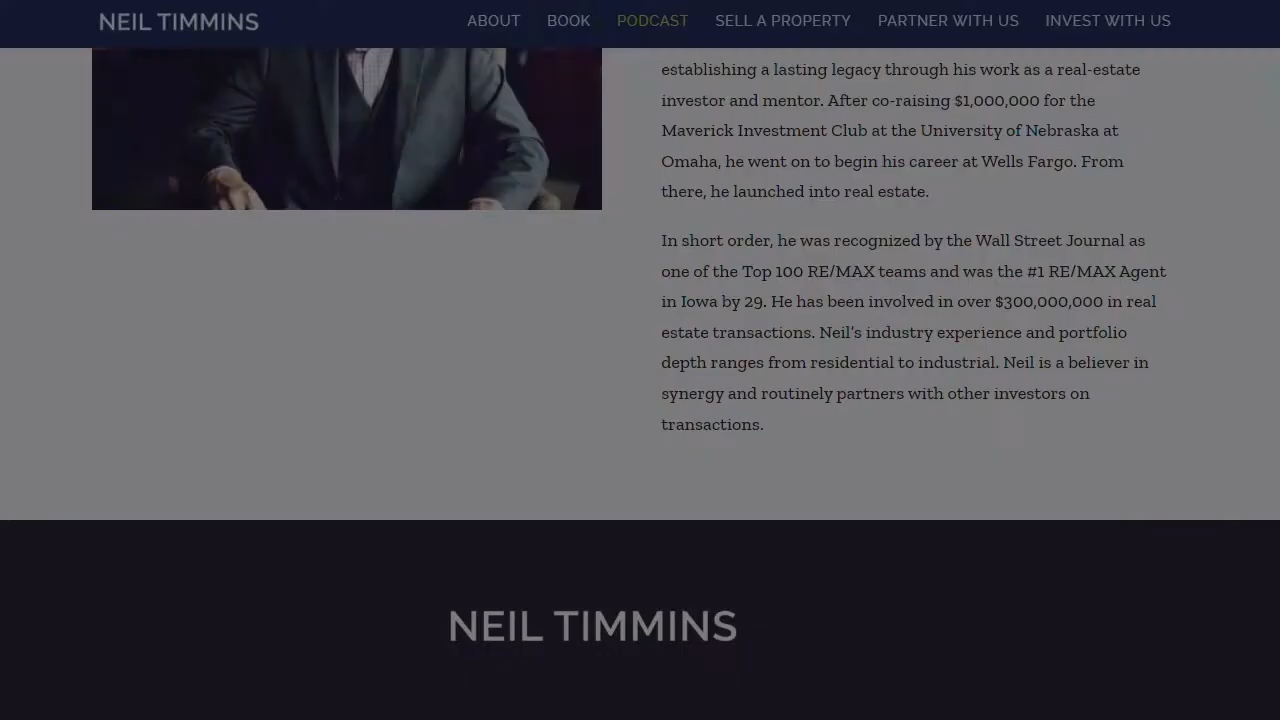 NEIL TIMMINS
ABOUT BOOK PODCAST SELL A PROPERTY PARTNER WITH US INVEST WITH US
establishing a lasting legacy through his work as a real-estate
investor and mentor. After co-raising $1,000,000 for the
Maverick Investment Club at the University of Nebraska at
Omaha, he went on to begin his career at Wells Fargo. From
there, he launched into real estate.
In short order, he was recognized by the Wall Street Journal as
one of the Top 100 RE/MAX teams and was the #1 RE/MAX Agent
in Iowa by 29. He has been involved in over $300,000,000 in real
estate transactions. Neil's industry experience and portfolio
depth ranges from residential to industrial. Neil is a believer in
synergy and routinely partners with other investors on
transactions.
NEIL TIMMINS